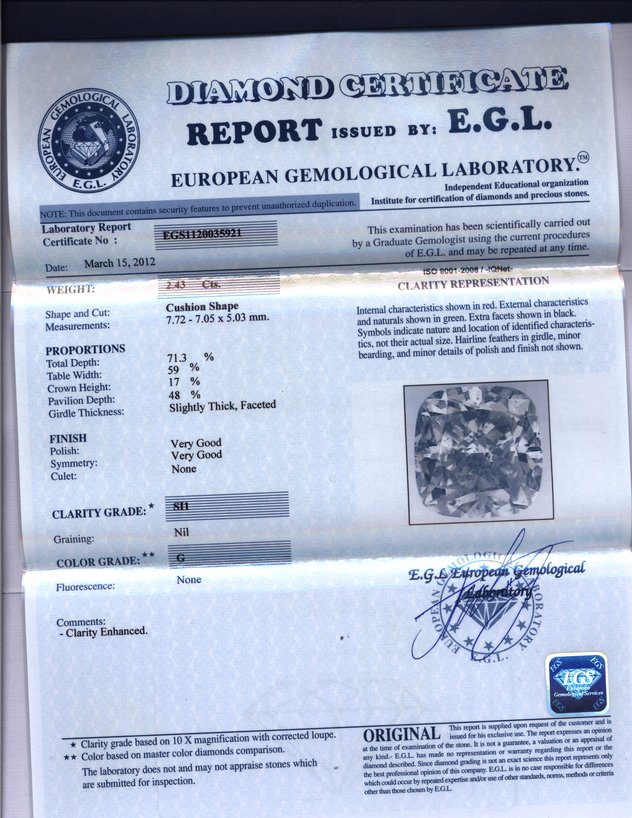 DIAMOND CERTIFICATE
REPORT ISSUED BY: E.G.L.
EUROPEAN GEMOLOGICAL LABORATORY.™
EUROPEAN GEMOLOGICAL LABORATORY
E.G.L.
Independent Educational organization
Institute for certification of diamonds and precious stones.
NOTE: This document contains security features to prevent unauthorized duplication.
Laboratory Report
Certificate No : EGS1120035921
This examination has been scientifically carried out
by a Graduate Gemologist using the current procedures
of E.G.L. and may be repeated at any time.
Date: March 15, 2012
ISO 9001-2008 / -IQNet-
WEIGHT: 2.43 Cts.
CLARITY REPRESENTATION
Shape and Cut: Cushion Shape
Measurements: 7.72 - 7.05 x 5.03 mm.
Internal characteristics shown in red. External characteristics
and naturals shown in green. Extra facets shown in black.
Symbols indicate nature and location of identified characteris-
tics, not their actual size. Hairline feathers in girdle, minor
bearding, and minor details of polish and finish not shown.
PROPORTIONS
Total Depth: 71.3 %
Table Width: 59 %
Crown Height: 17 %
Pavilion Depth: 48 %
Girdle Thickness: Slightly Thick, Faceted
FINISH
Polish: Very Good
Symmetry: Very Good
Culet: None
CLARITY GRADE: * SI1
Graining: Nil
COLOR GRADE: ** G
Fluorescence: None
E.G.L European Gemological
Laboratory
EUROPEAN GEMOLOGICAL LABORATORY
E.G.L.
Comments:
- Clarity Enhanced.
EGS
European
Gemological Services
* Clarity grade based on 10 X magnification with corrected loupe.
** Color based on master color diamonds comparison.
The laboratory does not and may not appraise stones which
are submitted for inspection.
ORIGINAL This report is supplied upon request of the customer and is
issued for his exclusive use. The report expresses an opinion
at the time of examination of the stone. It is not a guarantee, a valuation or an appraisal of
any kind.- E.G.L. has made no representation or warranty regarding this report or the
diamond described. Since diamond grading is not an exact science this report represents only
the best professional opinion of this company. E.G.L. is in no case responsible for differences
which could occur by repeated expertise and/or use of other standards, norms, methods or criteria
other than those chosen by E.G.L.